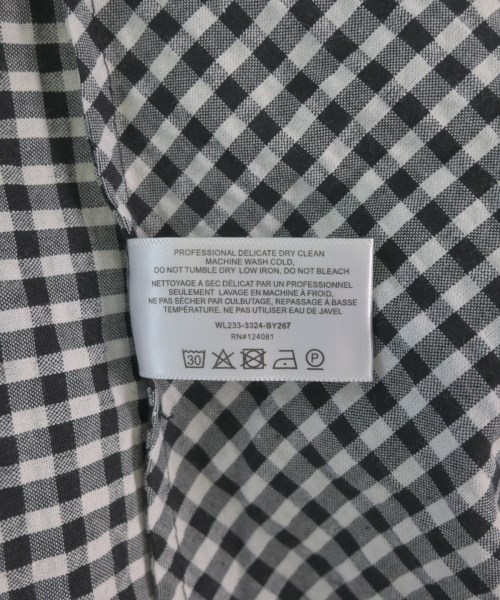 PROFESSIONAL DELICATE DRY CLEAN
MACHINE WASH COLD,
DO NOT TUMBLE DRY LOW IRON, DO NOT BLEACH
NETTOYAGE A SEC DÉLICAT PAR UN PROFESSIONNEL
SEULEMENT LAVAGE EN MACHINE À FROID,
NE PAS SÉCHER PAR CULBUTAGE, REPASSAGE À BASSE
TEMPÉRATURE. NE PAS UTILISER EAU DE JAVEL
WL233-3324-BY267
RN#124081
30 P